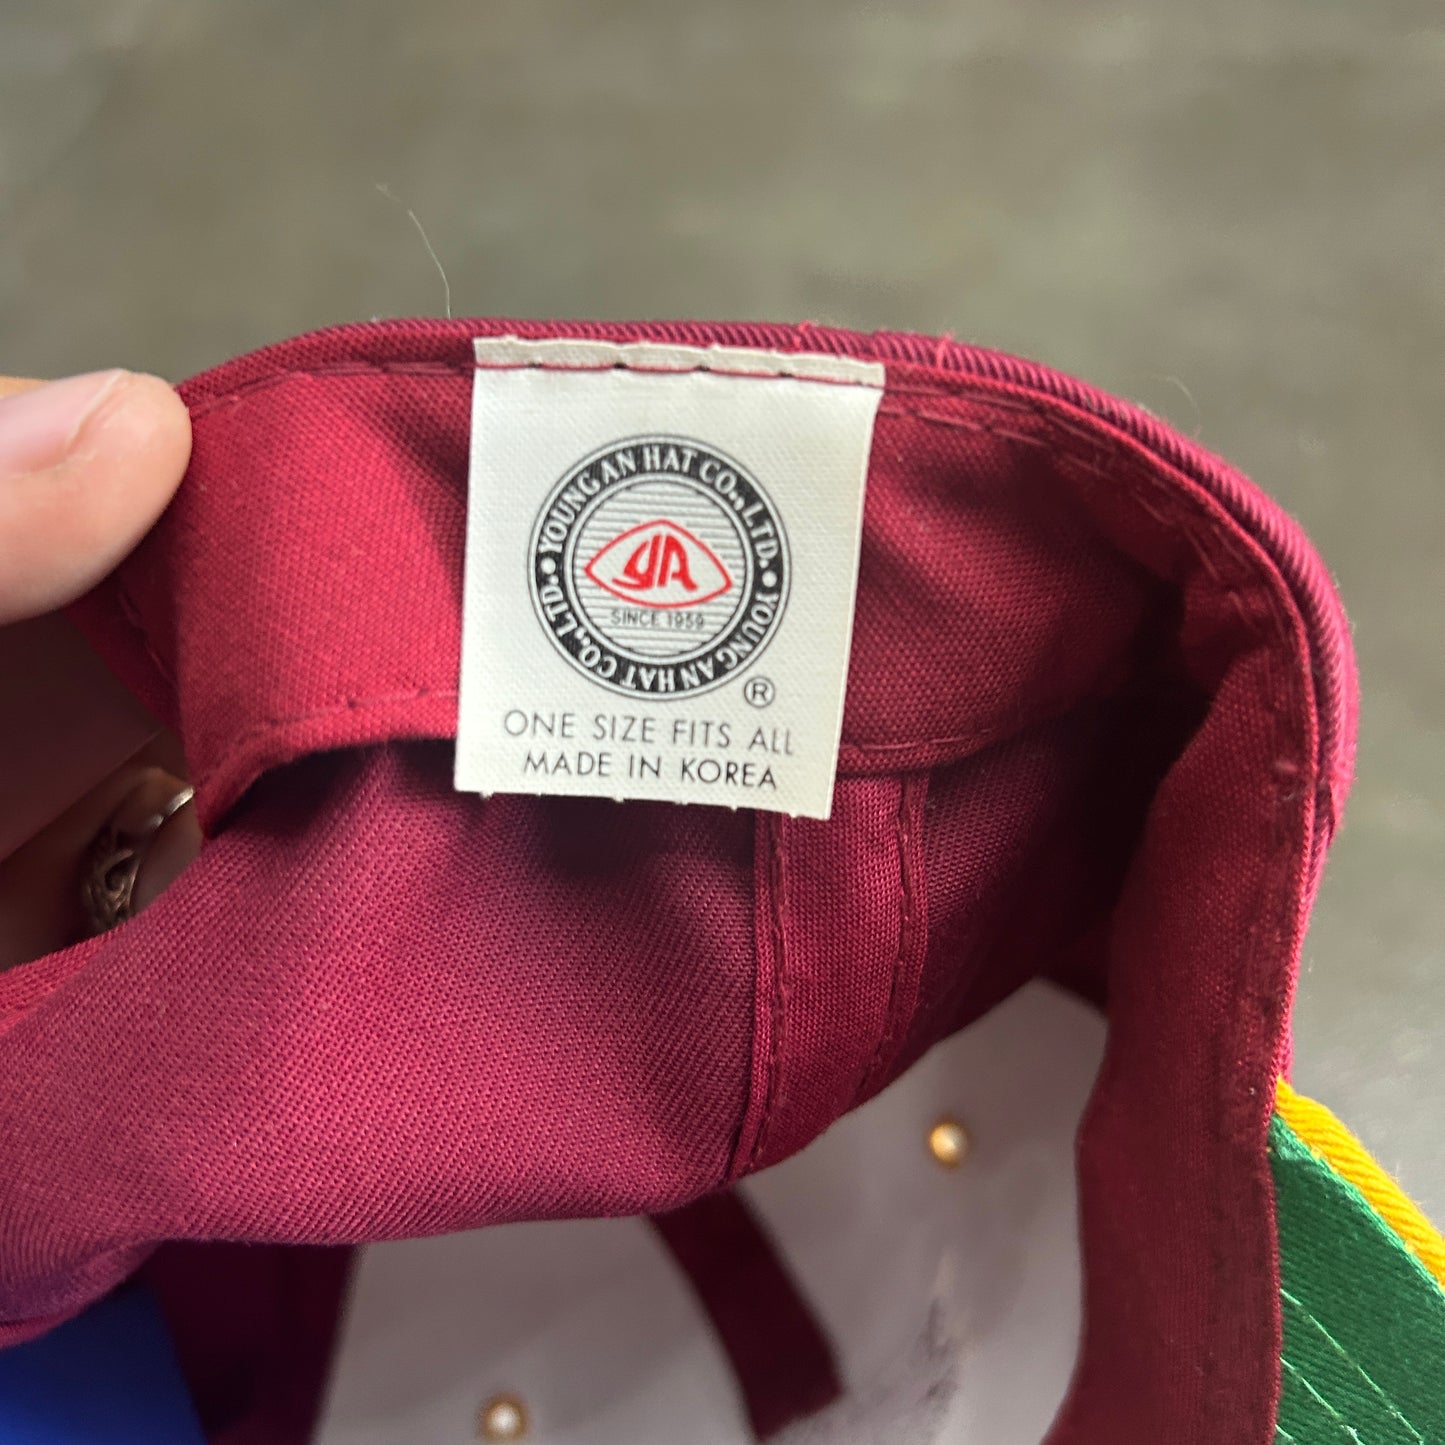 YOUNG AN HAT CO., LTD. • YOUNG AN HAT CO., LTD. •
YA
SINCE 1959
®
ONE SIZE FITS ALL
MADE IN KOREA